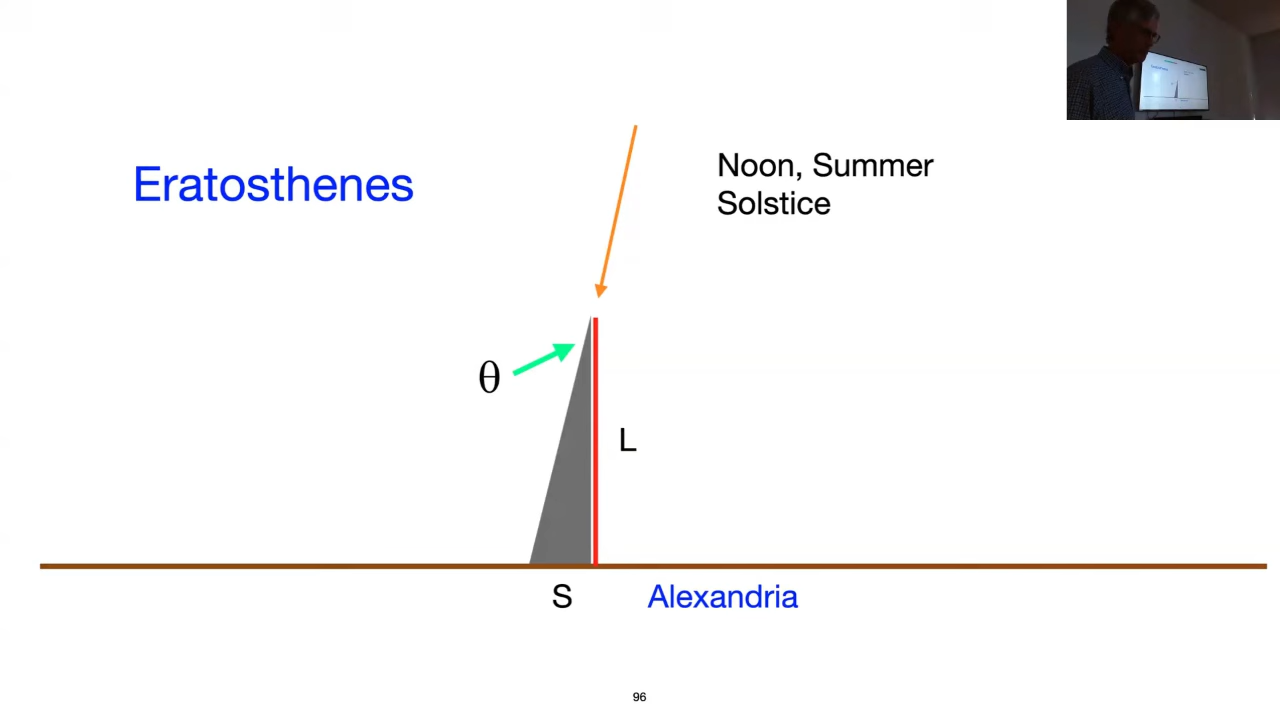 Eratosthenes
Noon, Summer
Solstice
θ
L
S
Alexandria
96